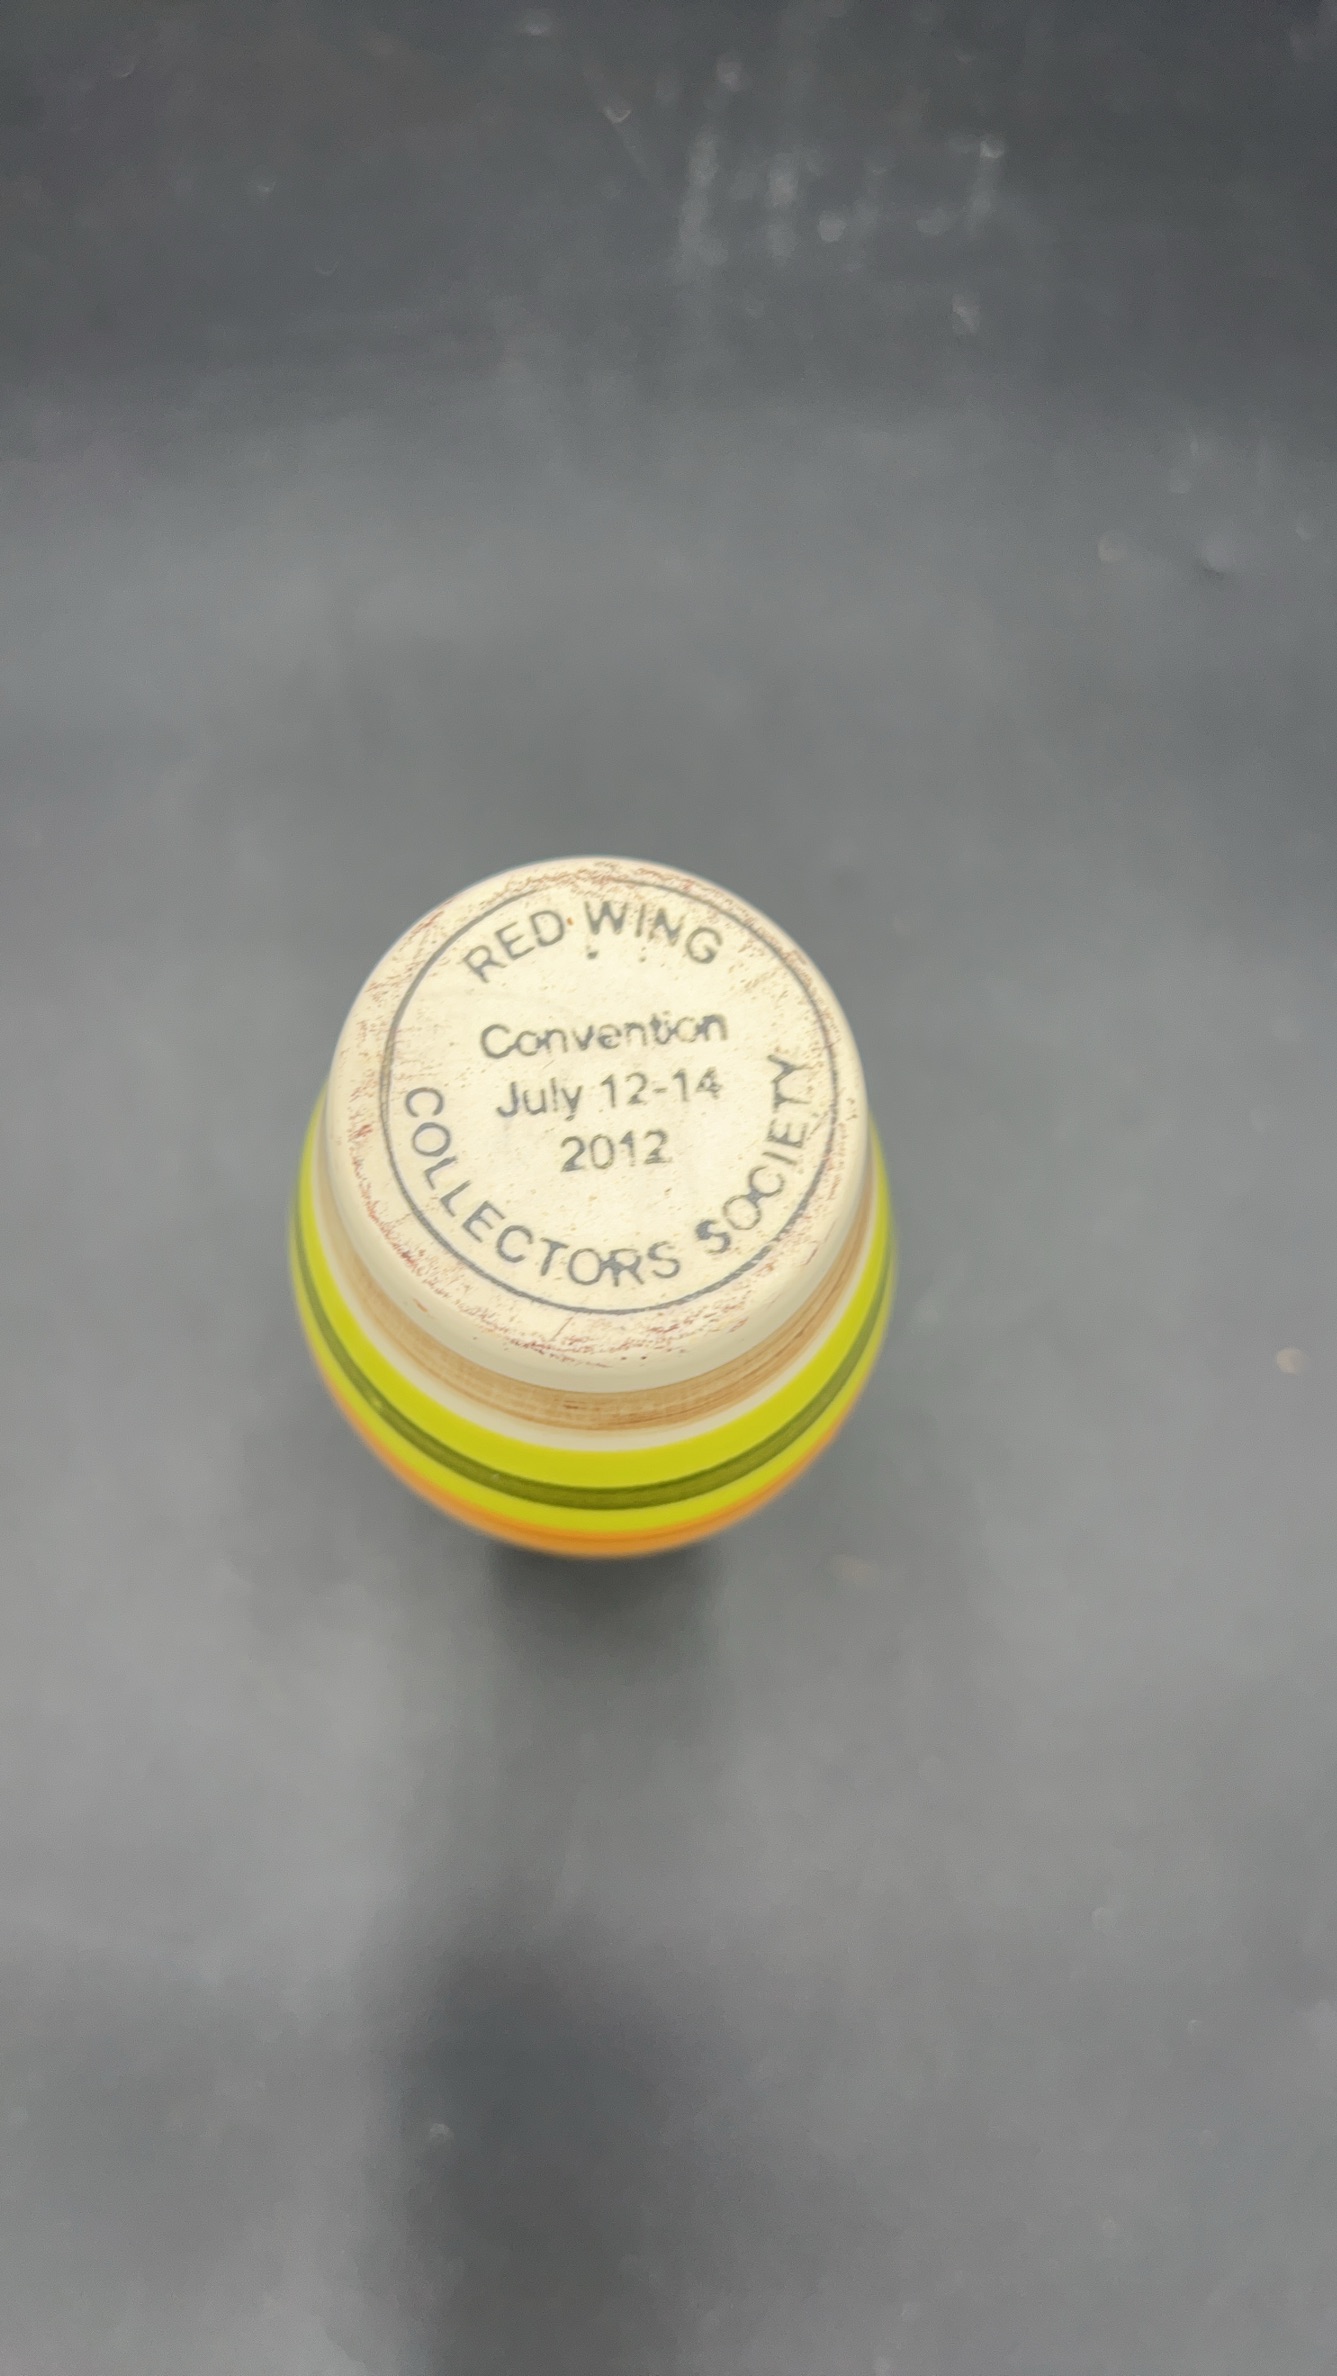 RED WING
Convention
July 12-14
2012
COLLECTORS SOCIETY